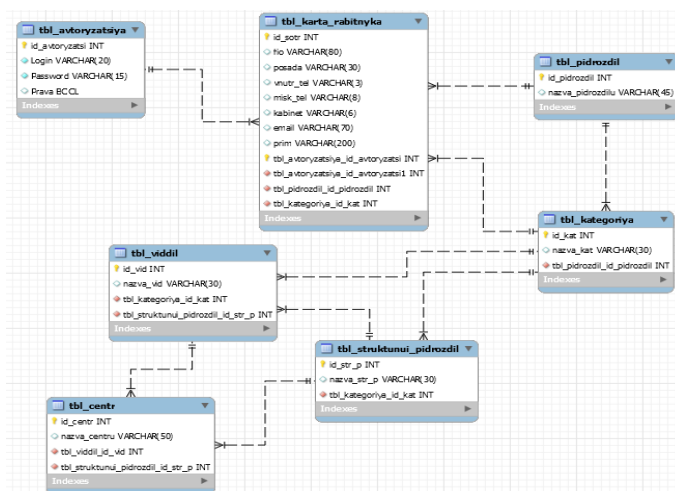 tbl_avtoryzatsiya
id_avtoryzatsi INT
Login VARCHAR(20)
Password VARCHAR(15)
Prava BCCL
Indexes
tbl_karta_rabitnyka
id_sotr INT
fio VARCHAR(80)
posada VARCHAR(30)
vnutr_tel VARCHAR(3)
misk_tel VARCHAR(8)
kabinet VARCHAR(6)
email VARCHAR(70)
prim VARCHAR(200)
tbl_avtoryzatsiya_id_avtoryzatsi INT
tbl_avtoryzatsiya_id_avtoryzatsi1 INT
tbl_pidrozdil_id_pidrozdil INT
tbl_kategoriya_id_kat INT
Indexes
tbl_pidrozdil
id_pidrozdil INT
nazva_pidrozdilu VARCHAR(45)
Indexes
tbl_kategoriya
id_kat INT
nazva_kat VARCHAR(30)
tbl_pidrozdil_id_pidrozdil INT
Indexes
tbl_viddil
id_vid INT
nazva_vid VARCHAR(30)
tbl_kategoriya_id_kat INT
tbl_struktunui_pidrozdil_id_str_p INT
Indexes
tbl_struktunui_pidrozdil
id_str_p INT
nazva_str_p VARCHAR(30)
tbl_kategoriya_id_kat INT
Indexes
tbl_centr
id_centr INT
nazva_centru VARCHAR(50)
tbl_viddil_id_vid INT
tbl_struktunui_pidrozdil_id_str_p INT
Indexes